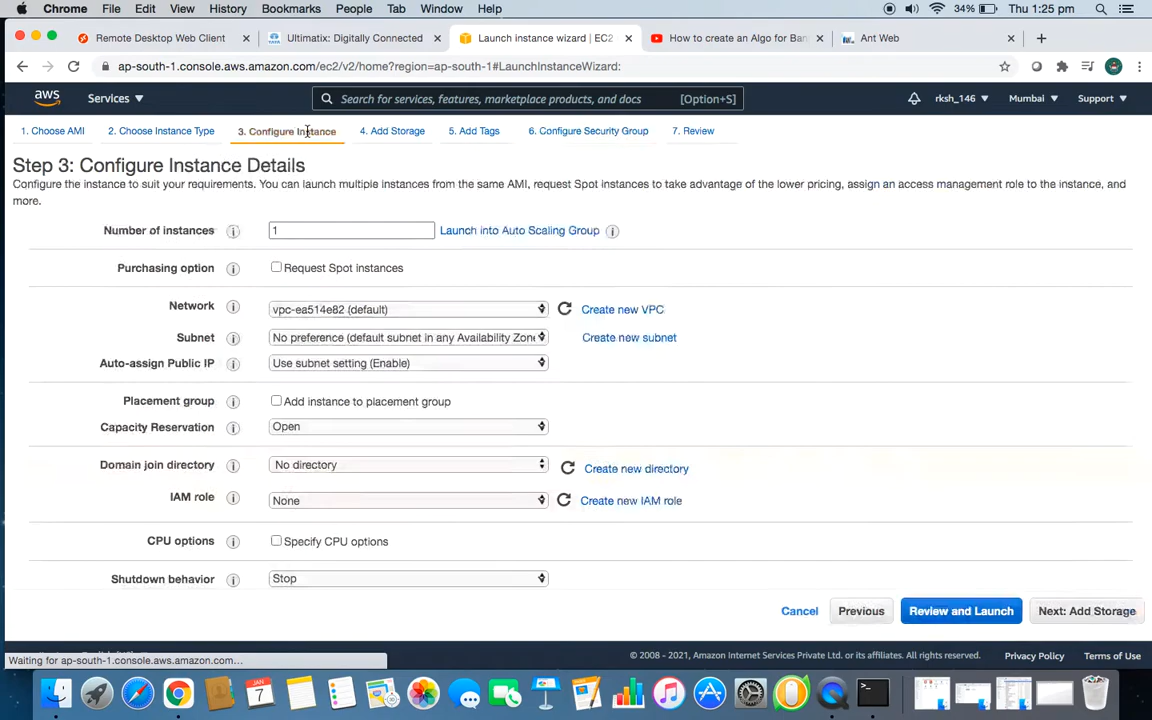 Chrome File Edit View History Bookmarks People Tab Window Help 34% Thu 1:25 pm
Remote Desktop Web Client Ultimatix: Digitally Connected Launch instance wizard | EC2 How to create an Algo for Ban Ant Web
ap-south-1.console.aws.amazon.com/ec2/v2/home?region=ap-south-1#LaunchInstanceWizard:
aws Services Search for services, features, marketplace products, and docs [Option+S] rksh_146 Mumbai Support
1. Choose AMI 2. Choose Instance Type 3. Configure Instance 4. Add Storage 5. Add Tags 6. Configure Security Group 7. Review
Step 3: Configure Instance Details
Configure the instance to suit your requirements. You can launch multiple instances from the same AMI, request Spot instances to take advantage of the lower pricing, assign an access management role to the instance, and
more.
Number of instances 1 Launch into Auto Scaling Group
Purchasing option Request Spot instances
Network vpc-ea514e82 (default) Create new VPC
Subnet No preference (default subnet in any Availability Zone Create new subnet
Auto-assign Public IP Use subnet setting (Enable)
Placement group Add instance to placement group
Capacity Reservation Open
Domain join directory No directory Create new directory
IAM role None Create new IAM role
CPU options Specify CPU options
Shutdown behavior Stop
Cancel Previous Review and Launch Next: Add Storage
Waiting for ap-south-1.console.aws.amazon.com...
© 2008 - 2021, Amazon Internet Services Private Ltd. or its affiliates. All rights reserved. Privacy Policy Terms of Use
7